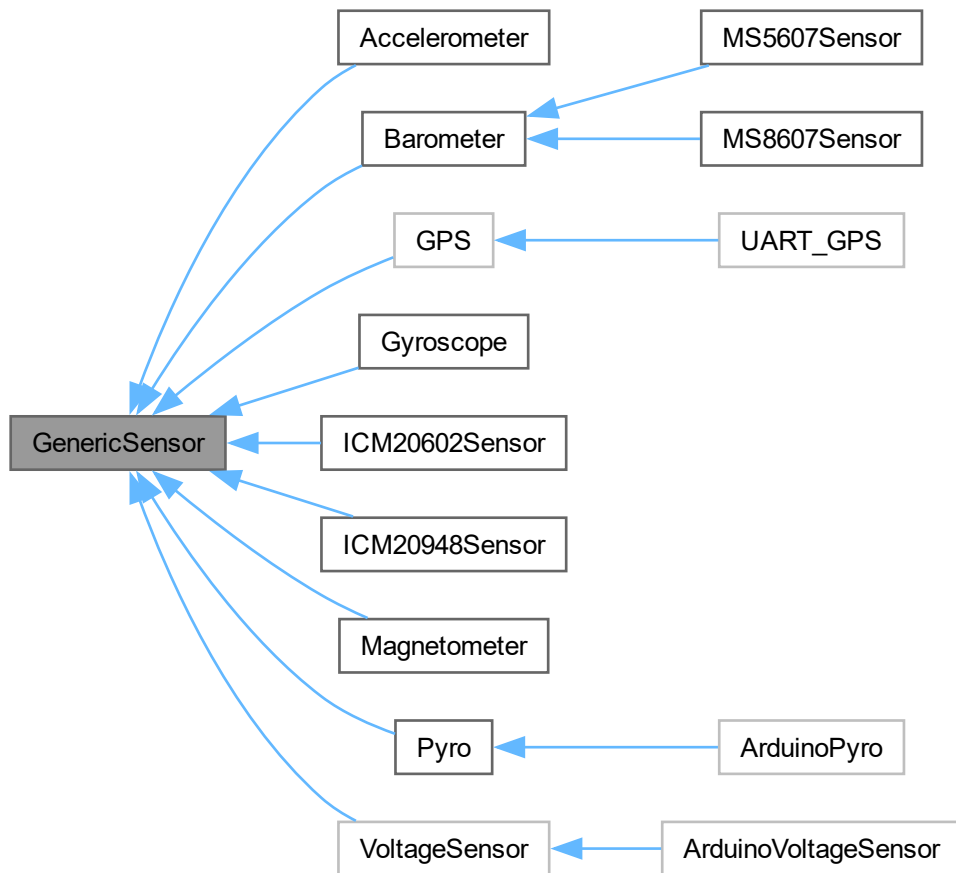 Accelerometer
MS5607Sensor
Barometer
MS8607Sensor
GPS
UART_GPS
Gyroscope
GenericSensor
ICM20602Sensor
ICM20948Sensor
Magnetometer
Pyro
ArduinoPyro
VoltageSensor
ArduinoVoltageSensor